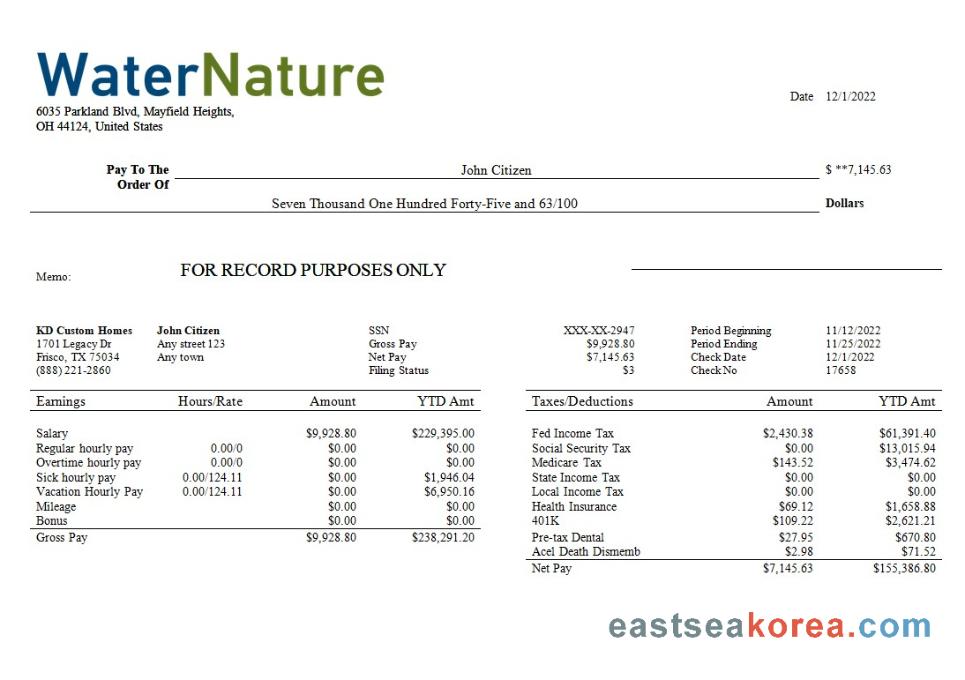 WaterNature
6035 Parkland Blvd, Mayfield Heights,
OH 44124, United States
Date 12/1/2022
Pay To The John Citizen $ **7,145.63
Order Of
Seven Thousand One Hundred Forty-Five and 63/100 Dollars
Memo: FOR RECORD PURPOSES ONLY
KD Custom Homes John Citizen SSN XXX-XX-2947 Period Beginning 11/12/2022
1701 Legacy Dr Any street 123 Gross Pay $9,928.80 Period Ending 11/25/2022
Frisco, TX 75034 Any town Net Pay $7,145.63 Check Date 12/1/2022
(888) 221-2860 Filing Status $3 Check No 17658
Earnings Hours/Rate Amount YTD Amt Taxes/Deductions Amount YTD Amt
Salary $9,928.80 $229,395.00 Fed Income Tax $2,430.38 $61,391.40
Regular hourly pay 0.00/0 $0.00 $0.00 Social Security Tax $0.00 $13,015.94
Overtime hourly pay 0.00/0 $0.00 $0.00 Medicare Tax $143.52 $3,474.62
Sick hourly pay 0.00/124.11 $0.00 $1,946.04 State Income Tax $0.00 $0.00
Vacation Hourly Pay 0.00/124.11 $0.00 $6,950.16 Local Income Tax $0.00 $0.00
Mileage $0.00 $0.00 Health Insurance $69.12 $1,658.88
Bonus $0.00 $0.00 401K $109.22 $2,621.21
Gross Pay $9,928.80 $238,291.20 Pre-tax Dental $27.95 $670.80
Acel Death Dismemb $2.98 $71.52
Net Pay $7,145.63 $155,386.80
eastseakorea.com